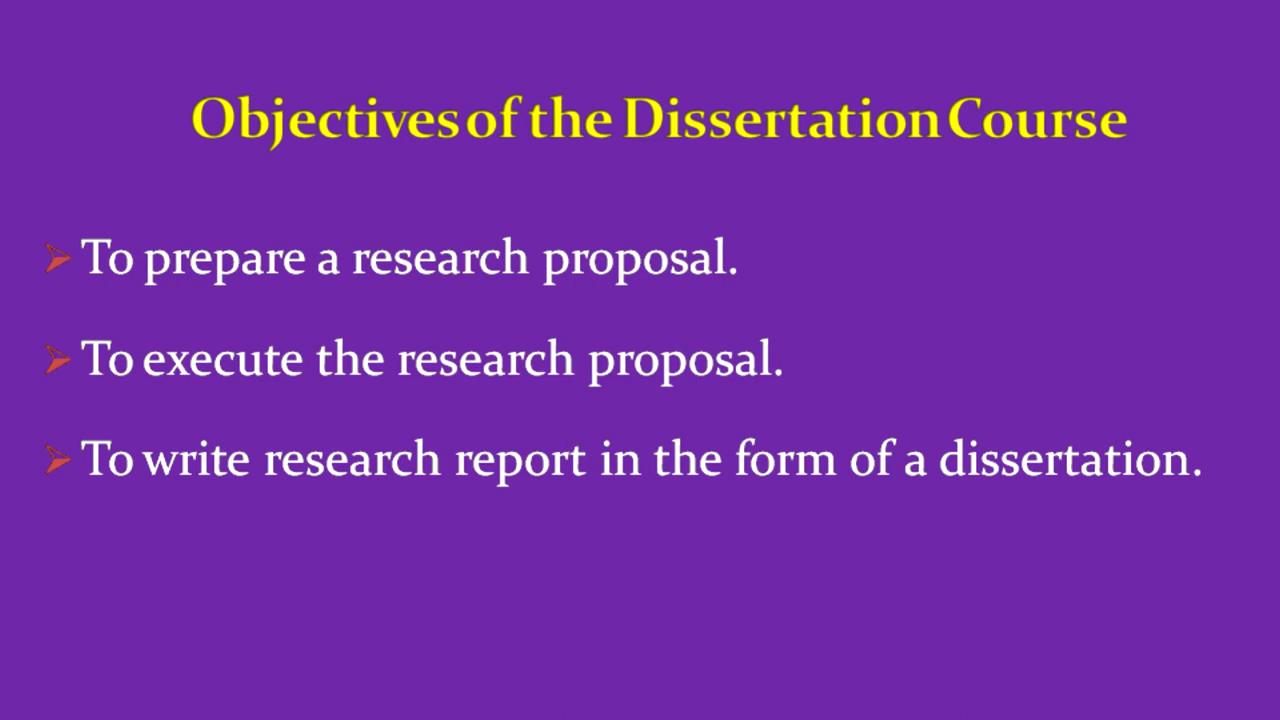 Objectives of the Dissertation Course
To prepare a research proposal.
To execute the research proposal.
To write research report in the form of a dissertation.